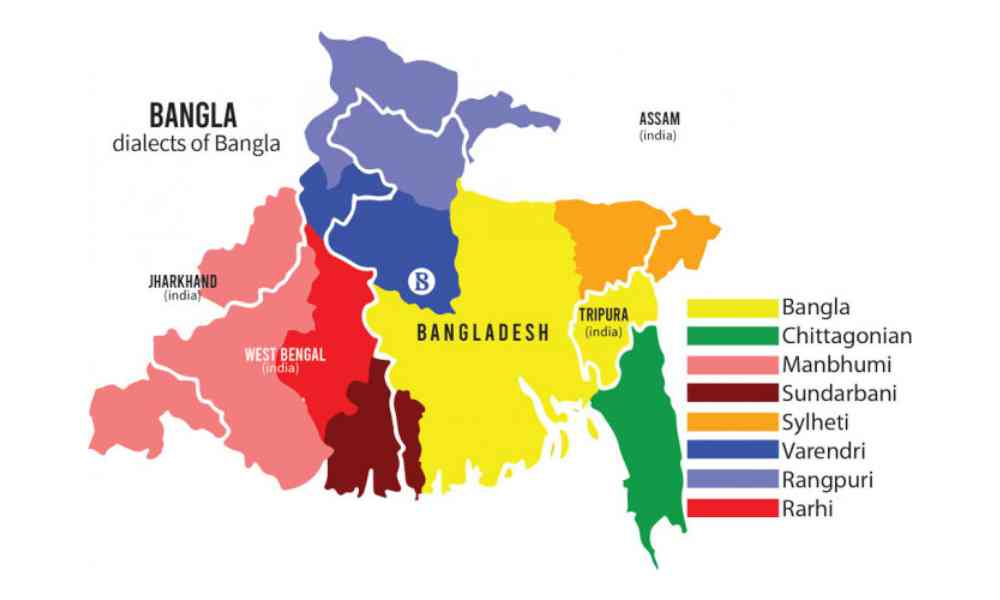 BANGLA
dialects of Bangla
ASSAM
(india)
JHARKHAND
(india)
WEST BENGAL
(india)
BANGLADESH
TRIPURA
(india)
Bangla
Chittagonian
Manbhumi
Sundarbani
Sylheti
Varendri
Rangpuri
Rarhi